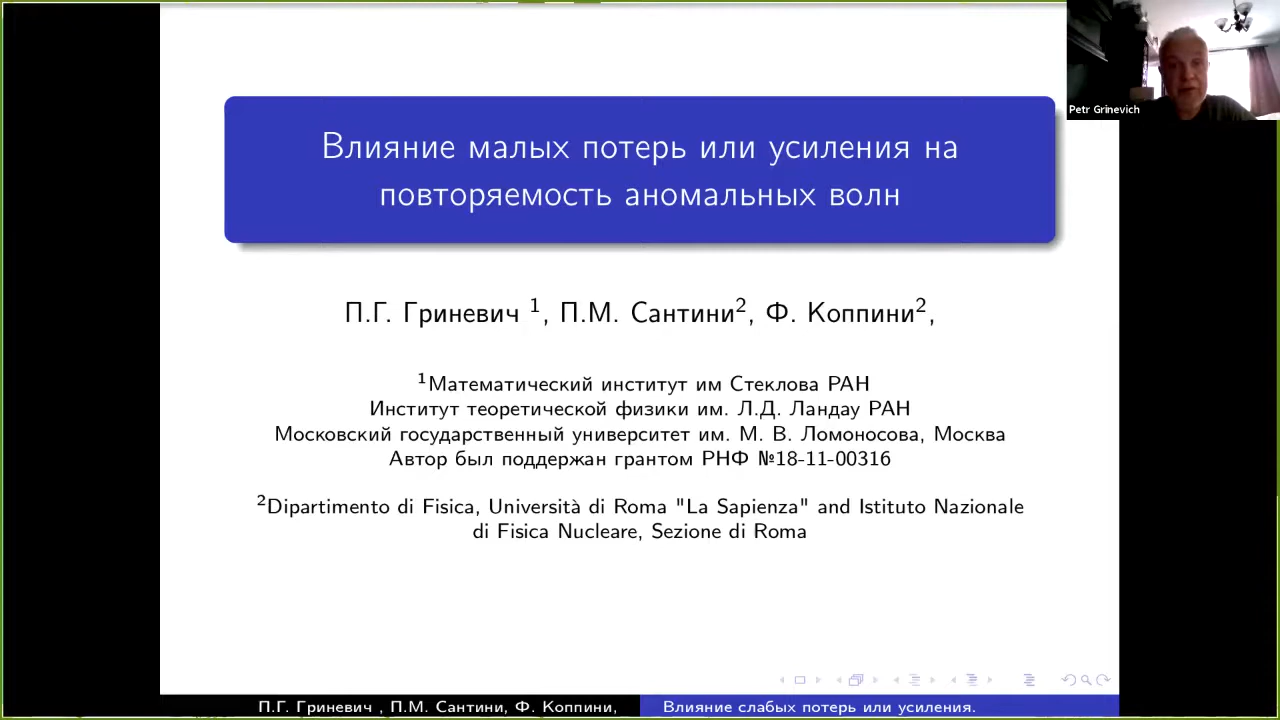 Petr Grinevich
Влияние малых потерь или усиления на
повторяемость аномальных волн
П.Г. Гриневич ¹, П.М. Сантини², Ф. Коппини²,
¹Математический институт им Стеклова РАН
Институт теоретической физики им. Л.Д. Ландау РАН
Московский государственный университет им. М. В. Ломоносова, Москва
Автор был поддержан грантом РНФ №18-11-00316
²Dipartimento di Fisica, Università di Roma "La Sapienza" and Istituto Nazionale
di Fisica Nucleare, Sezione di Roma
П.Г. Гриневич , П.М. Сантини, Ф. Коппини,
Влияние слабых потерь или усиления.